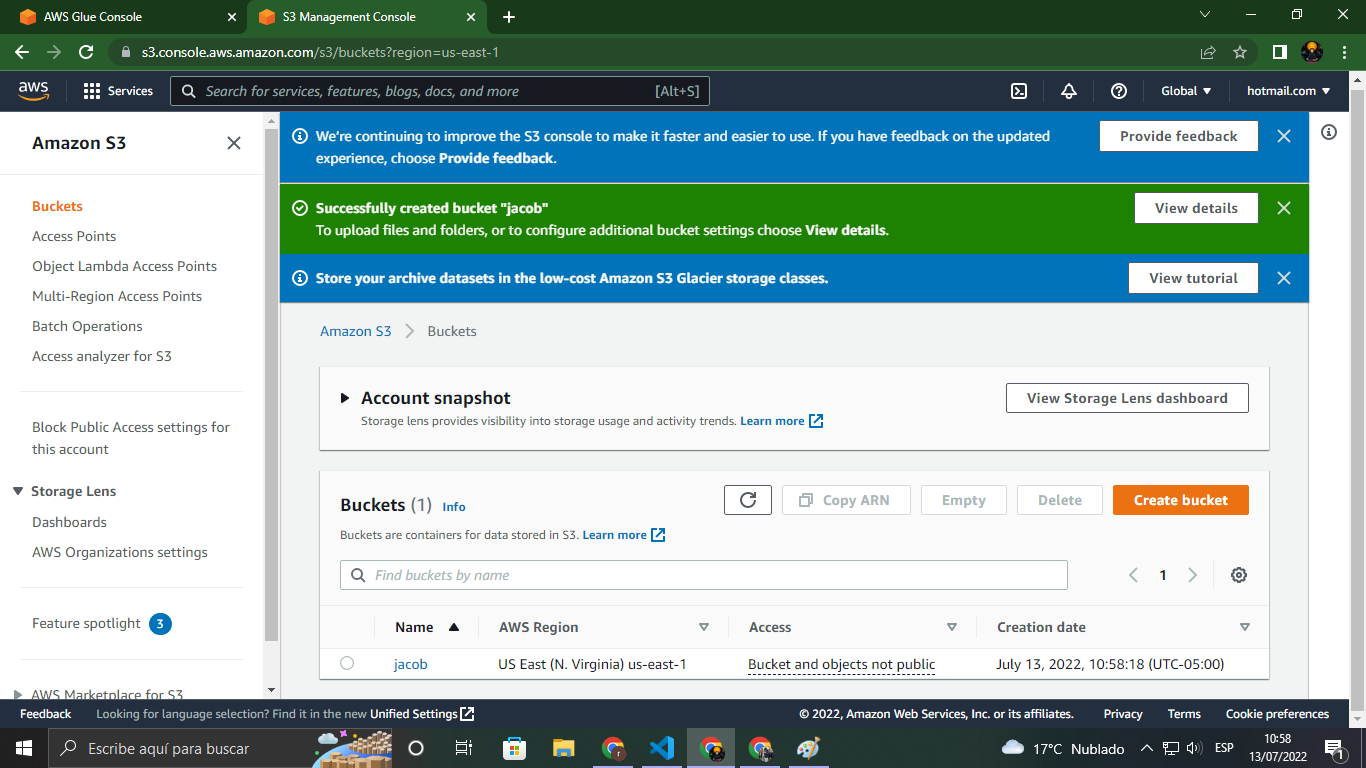 AWS Glue Console
S3 Management Console
s3.console.aws.amazon.com/s3/buckets?region=us-east-1
aws
Services
Search for services, features, blogs, docs, and more
[Alt+S]
Global
hotmail.com
Amazon S3
Buckets
Access Points
Object Lambda Access Points
Multi-Region Access Points
Batch Operations
Access analyzer for S3
Block Public Access settings for
this account
Storage Lens
Dashboards
AWS Organizations settings
Feature spotlight 3
AWS Marketplace for S3
We're continuing to improve the S3 console to make it faster and easier to use. If you have feedback on the updated
experience, choose Provide feedback.
Provide feedback
Successfully created bucket "jacob"
To upload files and folders, or to configure additional bucket settings choose View details.
View details
Store your archive datasets in the low-cost Amazon S3 Glacier storage classes.
View tutorial
Amazon S3 Buckets
Account snapshot
Storage lens provides visibility into storage usage and activity trends. Learn more
View Storage Lens dashboard
Buckets (1) Info
Copy ARN
Empty
Delete
Create bucket
Buckets are containers for data stored in S3. Learn more
Find buckets by name
1
Name AWS Region Access Creation date
jacob US East (N. Virginia) us-east-1 Bucket and objects not public July 13, 2022, 10:58:18 (UTC-05:00)
Feedback
Looking for language selection? Find it in the new Unified Settings
© 2022, Amazon Web Services, Inc. or its affiliates.
Privacy
Terms
Cookie preferences
Escribe aquí para buscar
17°C Nublado
ESP
10:58
13/07/2022
1